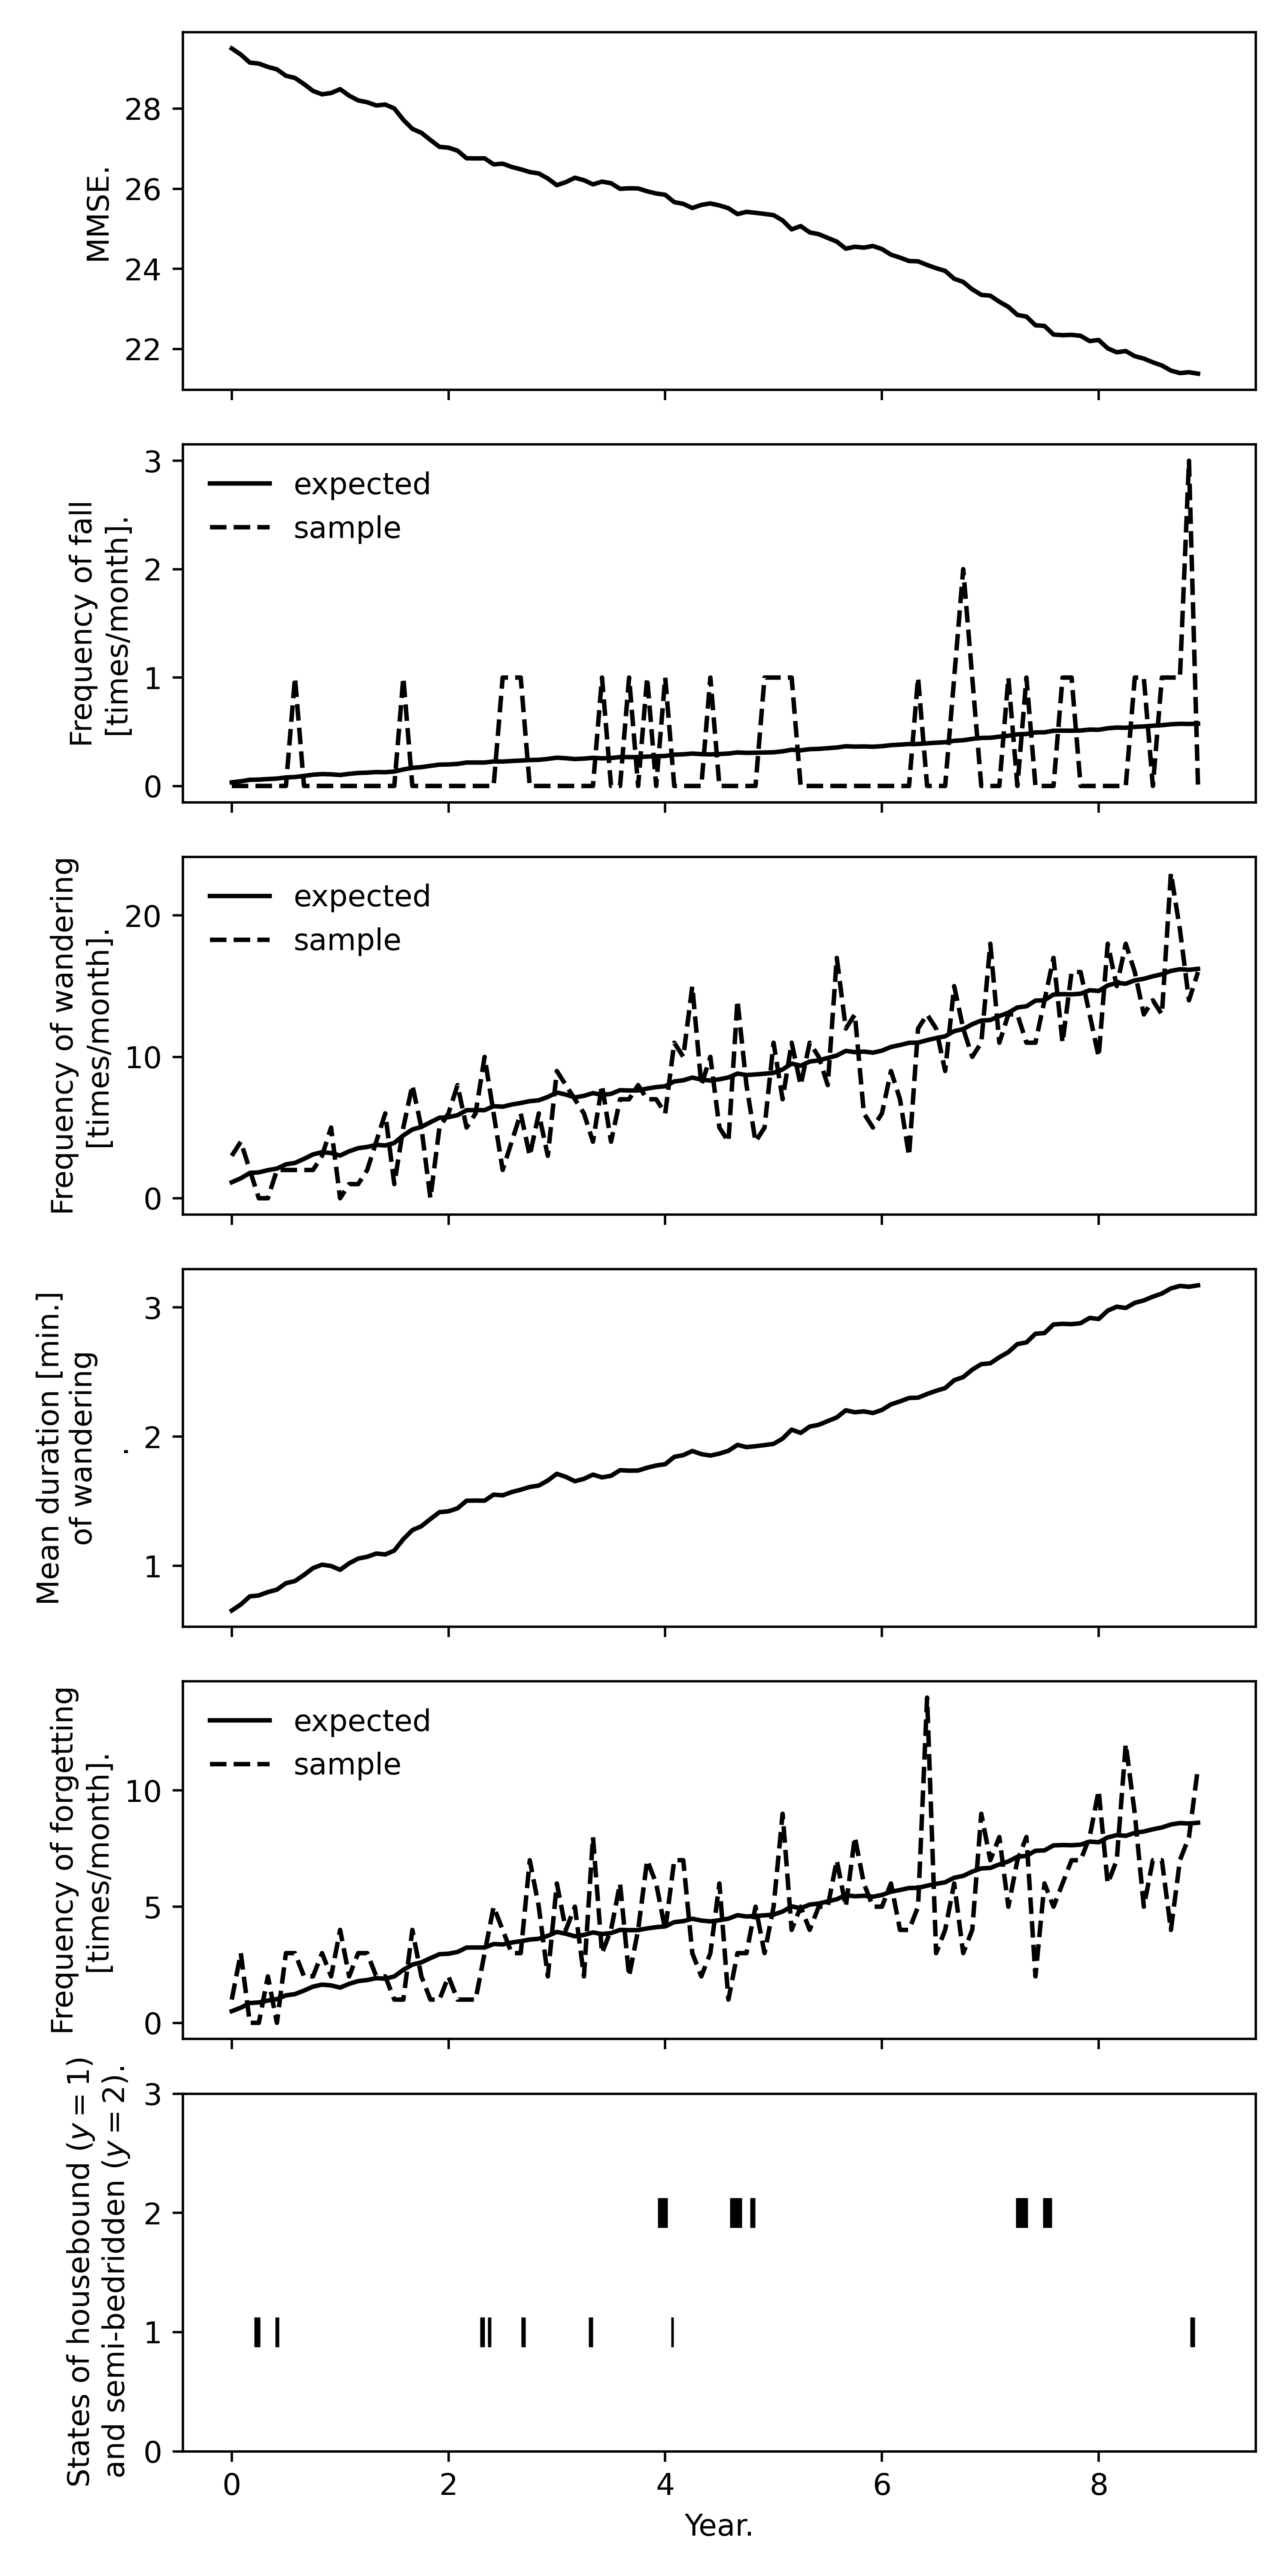 MMSE.
28
26
24
22
Frequency of fall
[times/month].
3
2
1
0
expected
sample
Frequency of wandering
[times/month].
20
10
0
expected
sample
Mean duration [min.]
of wandering
.
3
2
1
Frequency of forgetting
[times/month].
10
5
0
expected
sample
States of housebound (y = 1)
and semi-bedridden (y = 2).
3
2
1
0
0 2 4 6 8
Year.